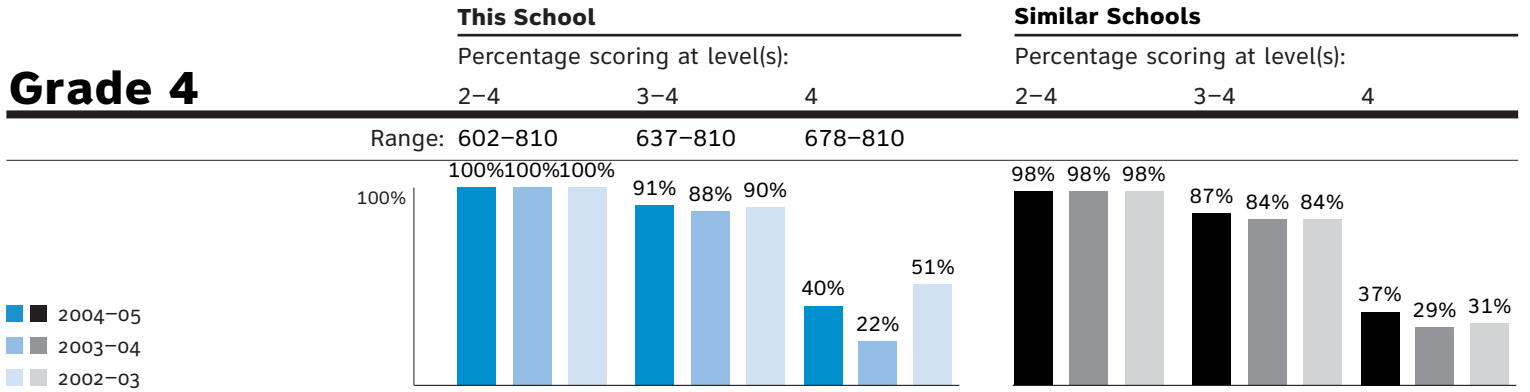 This School
Similar Schools
Percentage scoring at level(s):
Percentage scoring at level(s):
Grade 4
2–4 3–4 4
2–4 3–4 4
Range: 602–810 637–810 678–810
100% 100% 100%
91% 88% 90%
40% 22% 51%
98% 98% 98%
87% 84% 84%
37% 29% 31%
100%
2004–05
2003–04
2002–03